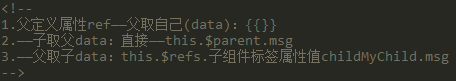 <!--
1.父定义属性ref——父取自己(data): {{}}
2.——子取父data: 直接——this.$parent.msg
3.——父取子data: this.$refs.子组件标签属性值childMyChild.msg
-->